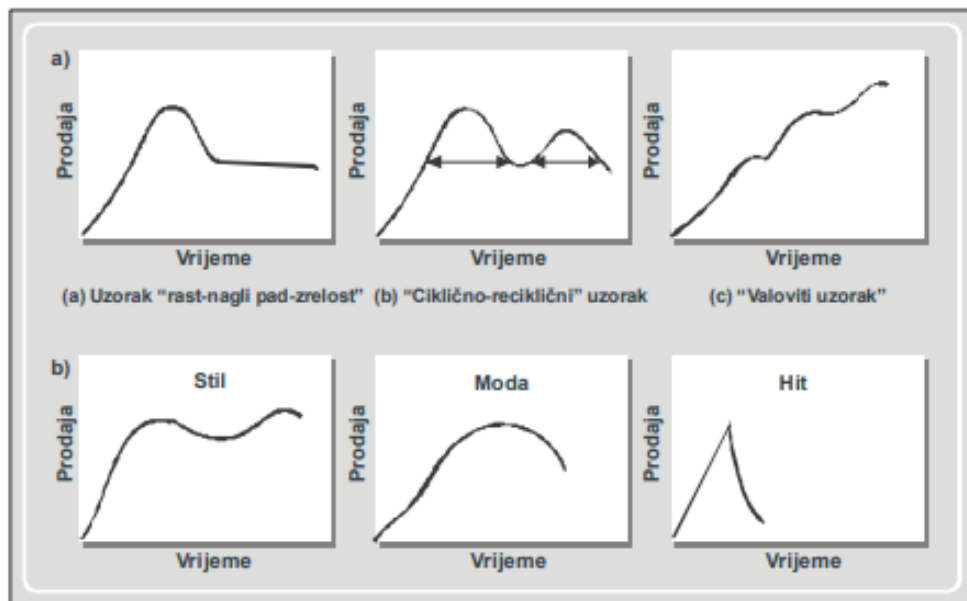 a)
Prodaja
Prodaja
Prodaja
Vrijeme
Vrijeme
Vrijeme
(a) Uzorak “rast-nagli pad-zrelost”
(b) “Ciklično-reciklični” uzorak
(c) “Valoviti uzorak”
b)
Stil
Moda
Hit
Prodaja
Prodaja
Prodaja
Vrijeme
Vrijeme
Vrijeme